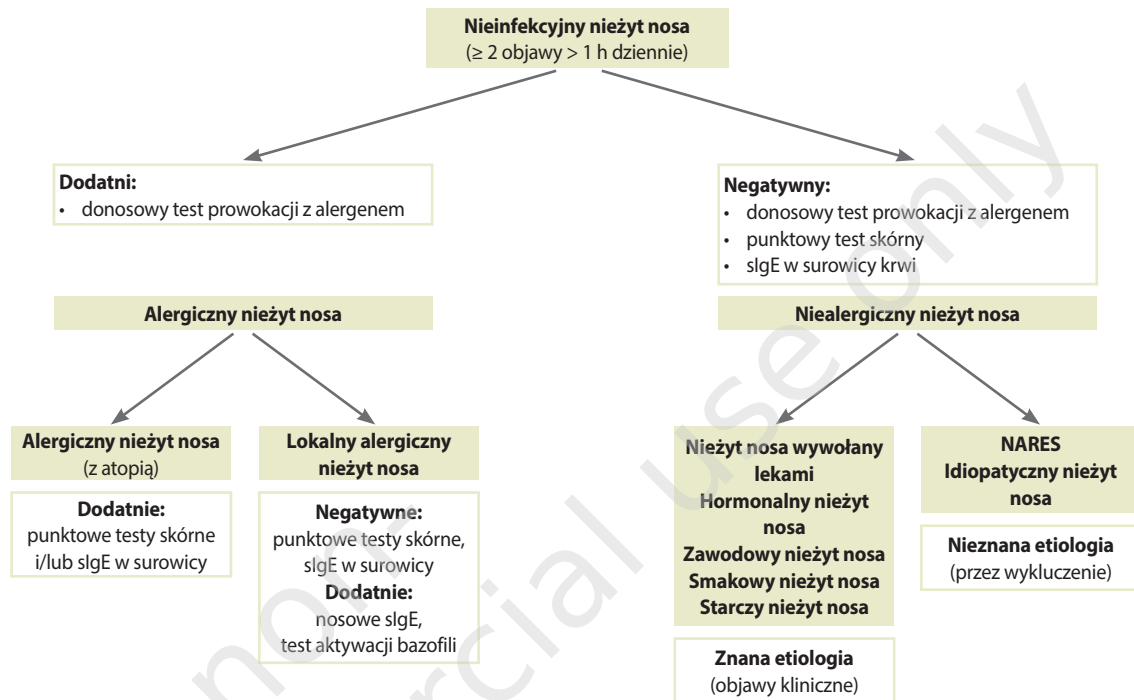 Nieinfekcyjny nieżyt nosa
(≥ 2 objawy > 1 h dziennie)
Dodatni:
• donosowy test prowokacji z alergenem
Negatywny:
• donosowy test prowokacji z alergenem
• punktowy test skórny
• sIgE w surowicy krwi
Alergiczny nieżyt nosa
Niealergiczny nieżyt nosa
Alergiczny nieżyt nosa
(z atopią)
Dodatnie:
punktowe testy skórne
i/lub sIgE w surowicy
Lokalny alergiczny
nieżyt nosa
Negatywne:
punktowe testy skórne,
sIgE w surowicy
Dodatnie:
nosowe sIgE,
test aktywacji bazofili
Nieżyt nosa wywołany
lekami
Hormonalny nieżyt
nosa
Zawodowy nieżyt nosa
Smakowy nieżyt nosa
Starczy nieżyt nosa
Znana etiologia
(objawy kliniczne)
NARES
Idiopatyczny nieżyt
nosa
Nieznana etiologia
(przez wykluczenie)
non-
rcial use only